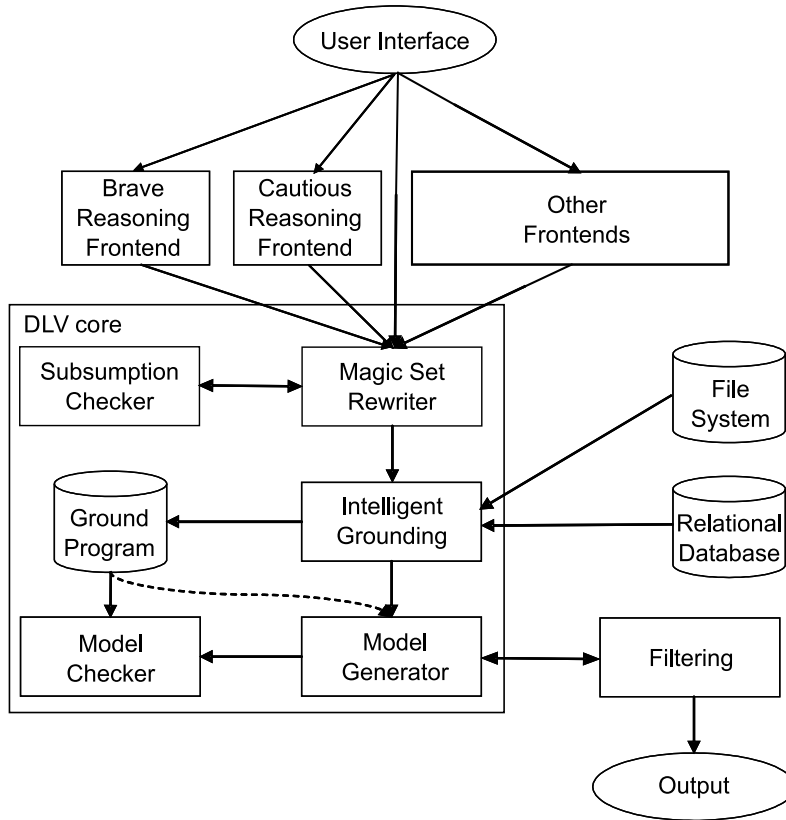 User Interface
Brave
Reasoning
Frontend
Cautious
Reasoning
Frontend
Other
Frontends
DLV core
Subsumption
Checker
Magic Set
Rewriter
File
System
Ground
Program
Intelligent
Grounding
Relational
Database
Model
Checker
Model
Generator
Filtering
Output